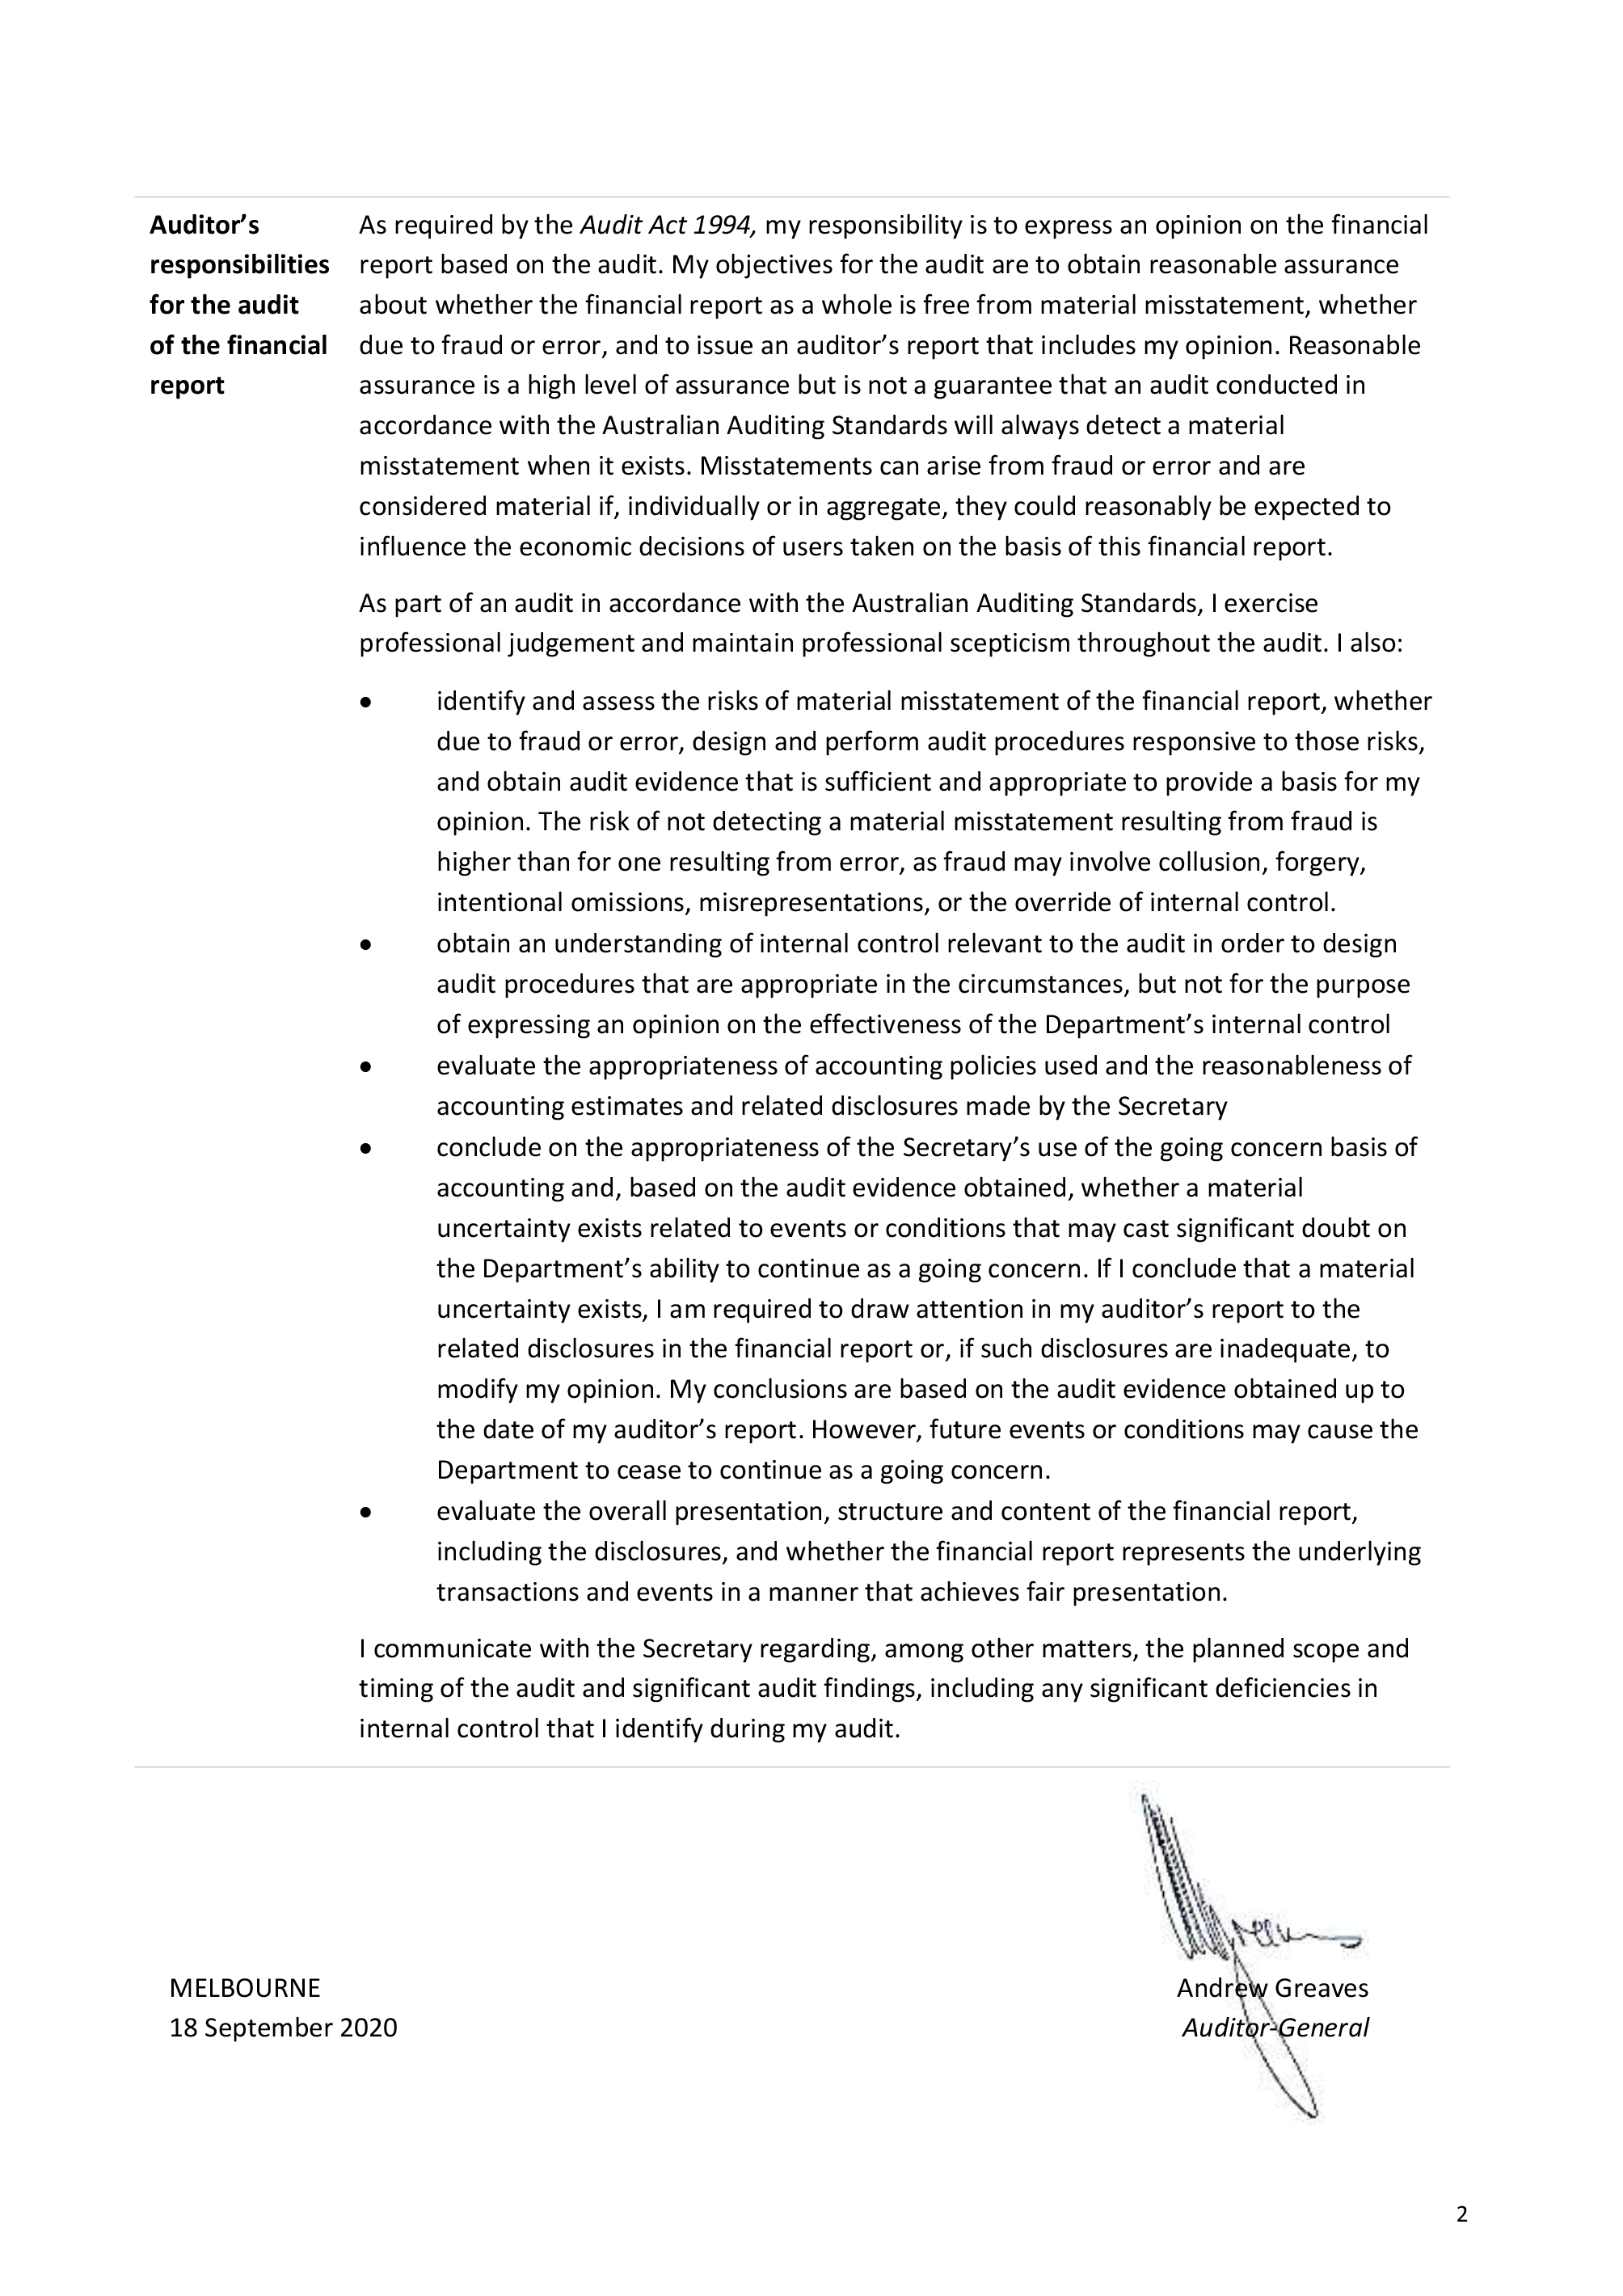 Auditor's
responsibilities
for the audit
of the financial
report
As required by the Audit Act 1994, my responsibility is to express an opinion on the financial
report based on the audit. My objectives for the audit are to obtain reasonable assurance
about whether the financial report as a whole is free from material misstatement, whether
due to fraud or error, and to issue an auditor's report that includes my opinion. Reasonable
assurance is a high level of assurance but is not a guarantee that an audit conducted in
accordance with the Australian Auditing Standards will always detect a material
misstatement when it exists. Misstatements can arise from fraud or error and are
considered material if, individually or in aggregate, they could reasonably be expected to
influence the economic decisions of users taken on the basis of this financial report.
As part of an audit in accordance with the Australian Auditing Standards, I exercise
professional judgement and maintain professional scepticism throughout the audit. I also:
• identify and assess the risks of material misstatement of the financial report, whether
due to fraud or error, design and perform audit procedures responsive to those risks,
and obtain audit evidence that is sufficient and appropriate to provide a basis for my
opinion. The risk of not detecting a material misstatement resulting from fraud is
higher than for one resulting from error, as fraud may involve collusion, forgery,
intentional omissions, misrepresentations, or the override of internal control.
• obtain an understanding of internal control relevant to the audit in order to design
audit procedures that are appropriate in the circumstances, but not for the purpose
of expressing an opinion on the effectiveness of the Department's internal control
• evaluate the appropriateness of accounting policies used and the reasonableness of
accounting estimates and related disclosures made by the Secretary
• conclude on the appropriateness of the Secretary's use of the going concern basis of
accounting and, based on the audit evidence obtained, whether a material
uncertainty exists related to events or conditions that may cast significant doubt on
the Department's ability to continue as a going concern. If I conclude that a material
uncertainty exists, I am required to draw attention in my auditor's report to the
related disclosures in the financial report or, if such disclosures are inadequate, to
modify my opinion. My conclusions are based on the audit evidence obtained up to
the date of my auditor's report. However, future events or conditions may cause the
Department to cease to continue as a going concern.
• evaluate the overall presentation, structure and content of the financial report,
including the disclosures, and whether the financial report represents the underlying
transactions and events in a manner that achieves fair presentation.
I communicate with the Secretary regarding, among other matters, the planned scope and
timing of the audit and significant audit findings, including any significant deficiencies in
internal control that I identify during my audit.
MELBOURNE
18 September 2020
Andrew Greaves
Auditor-General
2